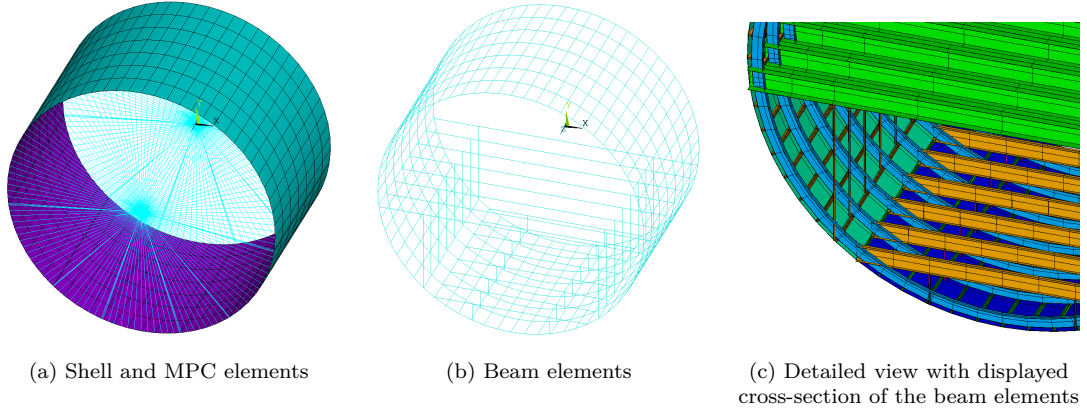 Y
X
Y
X
(a) Shell and MPC elements
(b) Beam elements
(c) Detailed view with displayed
cross-section of the beam elements